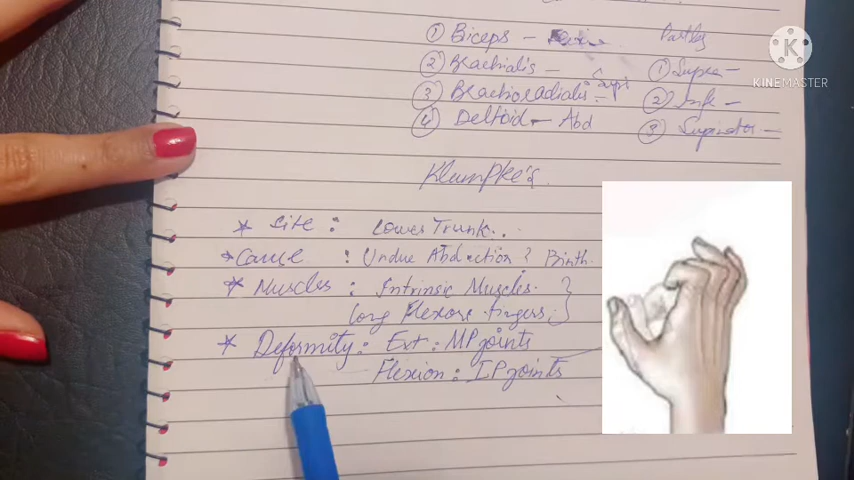 ① Biceps -
② Brachialis -
③ Brachioradialis -
④ Deltoid - Abd
Partly
① Supra -
② Inf -
③ Supinator -
KINEMASTER
Klumpke's
* Site : Lower Trunk..
* Cause : Undue Abduction Birth.
* Muscles : Intrinsic Muscles.
long Flexors fingers
* Deformity : Ext : MP joints
Flexion : IP joints